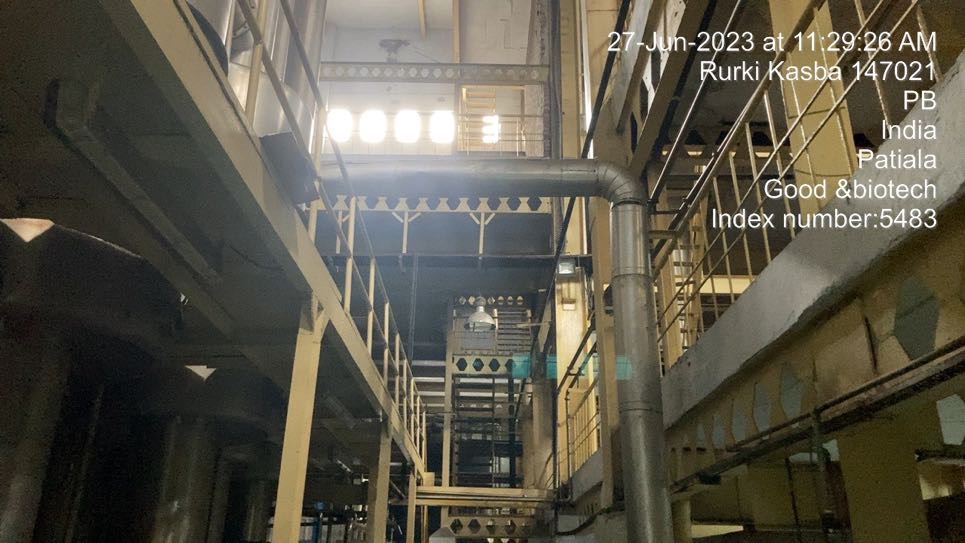 27-Jun-2023 at 11:29:26 AM
Rurki Kasba 147021
PB
India
Patiala
Good &biotech
Index number:5483